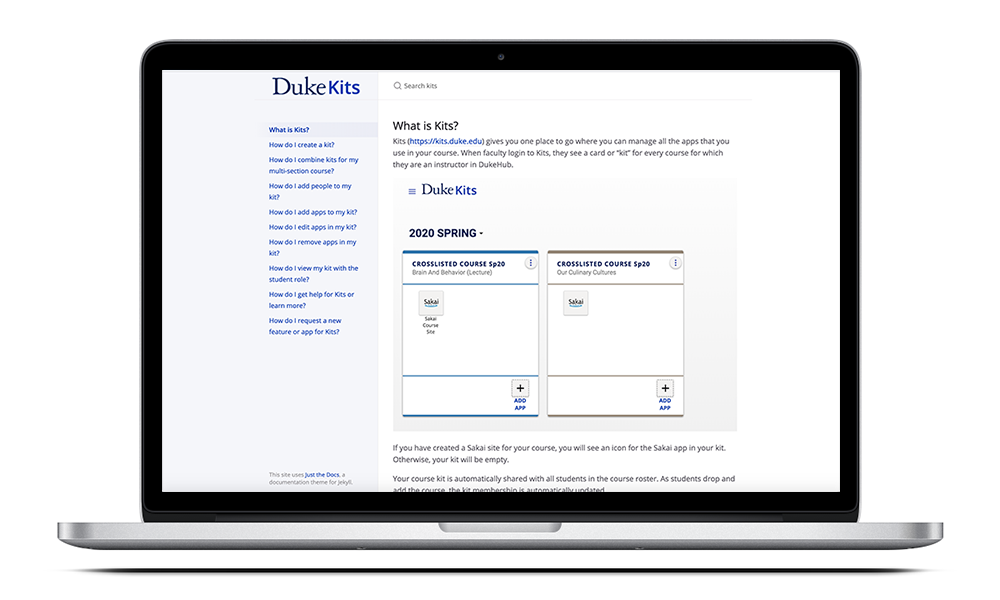 DukeKits
Search kits
What is Kits?
How do I create a kit?
How do I combine kits for my
multi-section course?
How do I add people to my
kit?
How do I add apps to my kit?
How do I edit apps in my kit?
How do I remove apps in my
kit?
How do I view my kit with the
student role?
How do I get help for Kits or
learn more?
How do I request a new
feature or app for Kits?
This site uses Just the Docs, a
documentation theme for Jekyll.
What is Kits?
Kits (https://kits.duke.edu) gives you one place to go where you can manage all the apps that you
use in your course. When faculty login to Kits, they see a card or "kit" for every course for which
they are an instructor in DukeHub.
DukeKits
2020 SPRING
CROSSLISTED COURSE Sp20
Brain And Behavior (Lecture)
Sakai
Sakai
Course
Site
+
ADD
APP
CROSSLISTED COURSE Sp20
Our Culinary Cultures
Sakai
+
ADD
APP
If you have created a Sakai site for your course, you will see an icon for the Sakai app in your kit.
Otherwise, your kit will be empty.
Your course kit is automatically shared with all students in the course roster. As students drop and
add the course, the kit membership is automatically updated.